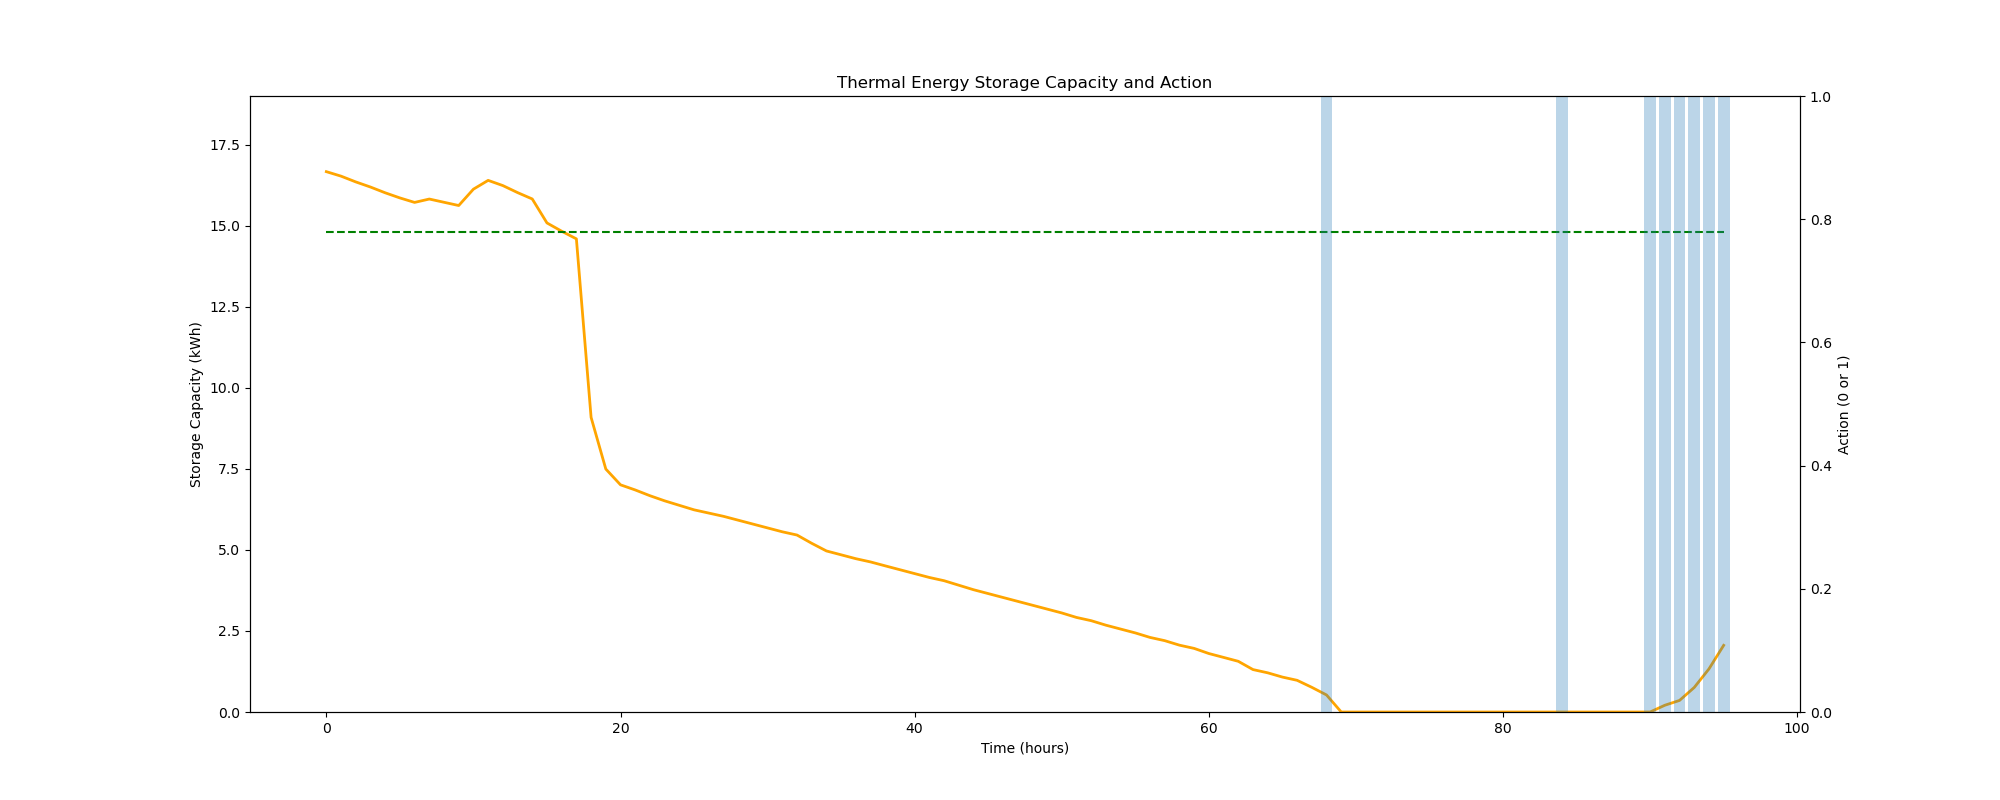 Thermal Energy Storage Capacity and Action
17.5
15.0
12.5
10.0
7.5
5.0
2.5
0.0
Storage Capacity (kWh)
1.0
0.8
0.6
0.4
0.2
0.0
Action (0 or 1)
0 20 40 60 80 100
Time (hours)